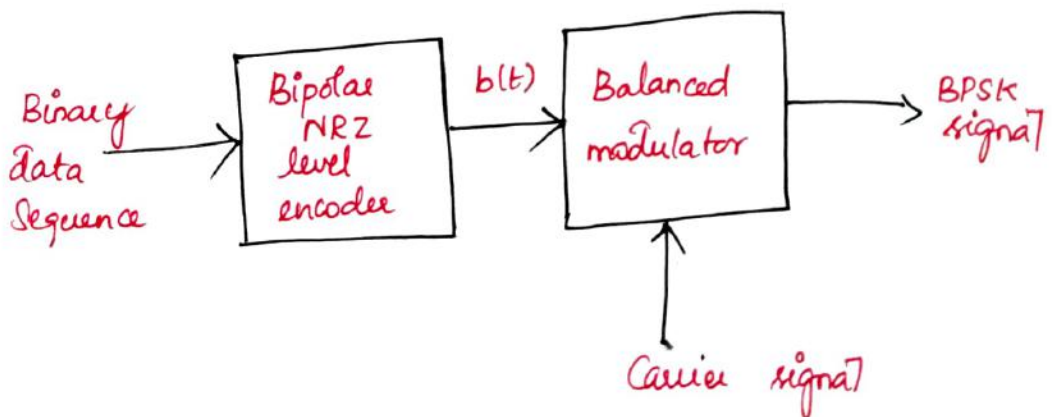 Binary
data
Sequence
Bipolar
NRZ
level
encoder
b(t)
Balanced
modulator
BPSK
signal
Carrier signal